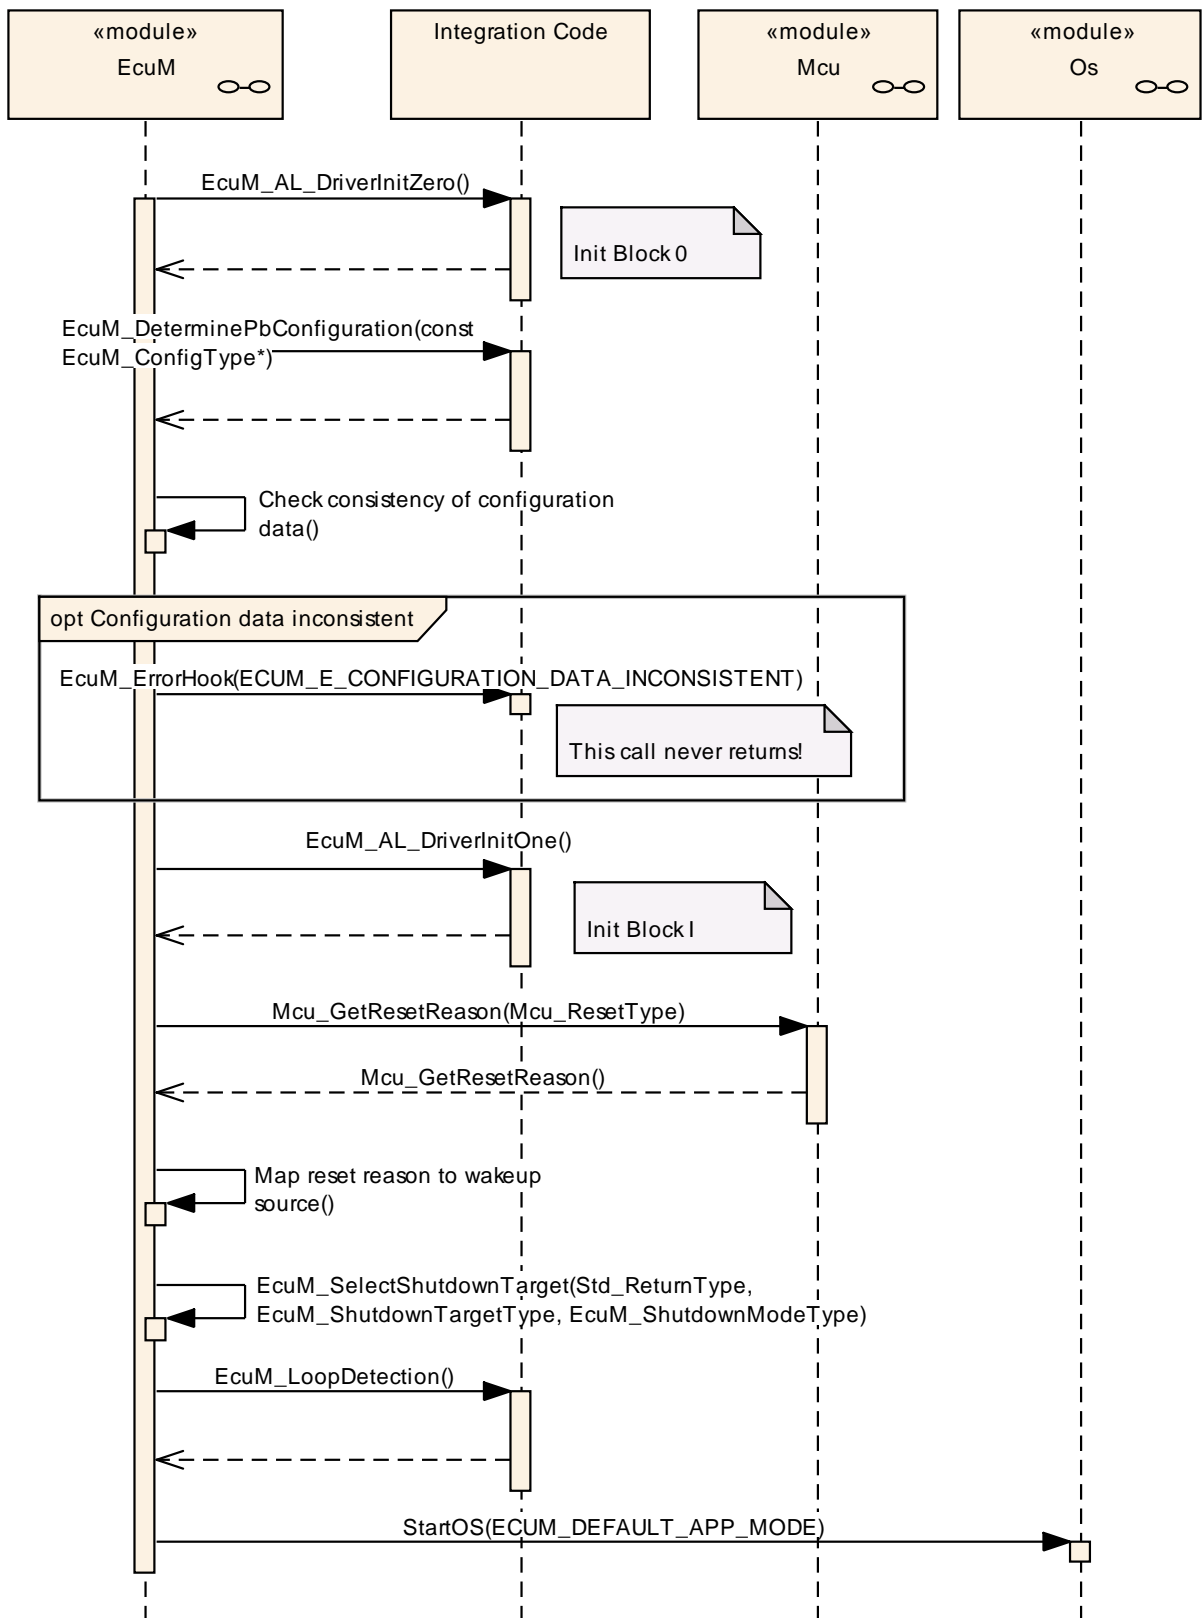 «module»
EcuM
Integration Code
«module»
Mcu
«module»
Os
EcuM_AL_DriverInitZero()
Init Block 0
EcuM_DeterminePbConfiguration(const
EcuM_ConfigType*)
Check consistency of configuration
data()
opt Configuration data inconsistent
EcuM_ErrorHook(ECUM_E_CONFIGURATION_DATA_INCONSISTENT)
This call never returns!
EcuM_AL_DriverInitOne()
Init Block I
Mcu_GetResetReason(Mcu_ResetType)
Mcu_GetResetReason()
Map reset reason to wakeup
source()
EcuM_SelectShutdownTarget(Std_ReturnType,
EcuM_ShutdownTargetType, EcuM_ShutdownModeType)
EcuM_LoopDetection()
StartOS(ECUM_DEFAULT_APP_MODE)